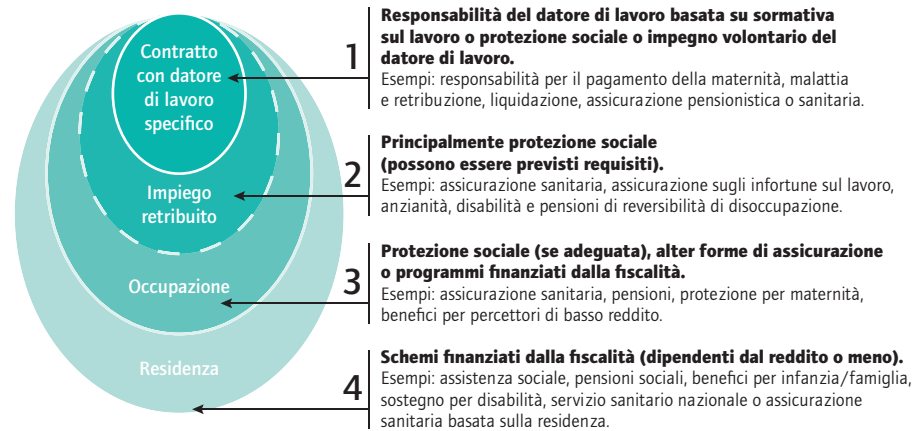 Contratto
con datore
di lavoro
specifico
Impiego
retribuito
Occupazione
Residenza
1
Responsabilità del datore di lavoro basata su sormativa
sul lavoro o protezione sociale o impegno volontario del
datore di lavoro.
Esempi: responsabilità per il pagamento della maternità, malattia
e retribuzione, liquidazione, assicurazione pensionistica o sanitaria.
2
Principalmente protezione sociale
(possono essere previsti requisiti).
Esempi: assicurazione sanitaria, assicurazione sugli infortune sul lavoro,
anzianità, disabilità e pensioni di reversibilità di disoccupazione.
3
Protezione sociale (se adeguata), alter forme di assicurazione
o programmi finanziati dalla fiscalità.
Esempi: assicurazione sanitaria, pensioni, protezione per maternità,
benefici per percettori di basso reddito.
4
Schemi finanziati dalla fiscalità (dipendenti dal reddito o meno).
Esempi: assistenza sociale, pensioni sociali, benefici per infanzia/famiglia,
sostegno per disabilità, servizio sanitario nazionale o assicurazione
sanitaria basata sulla residenza.